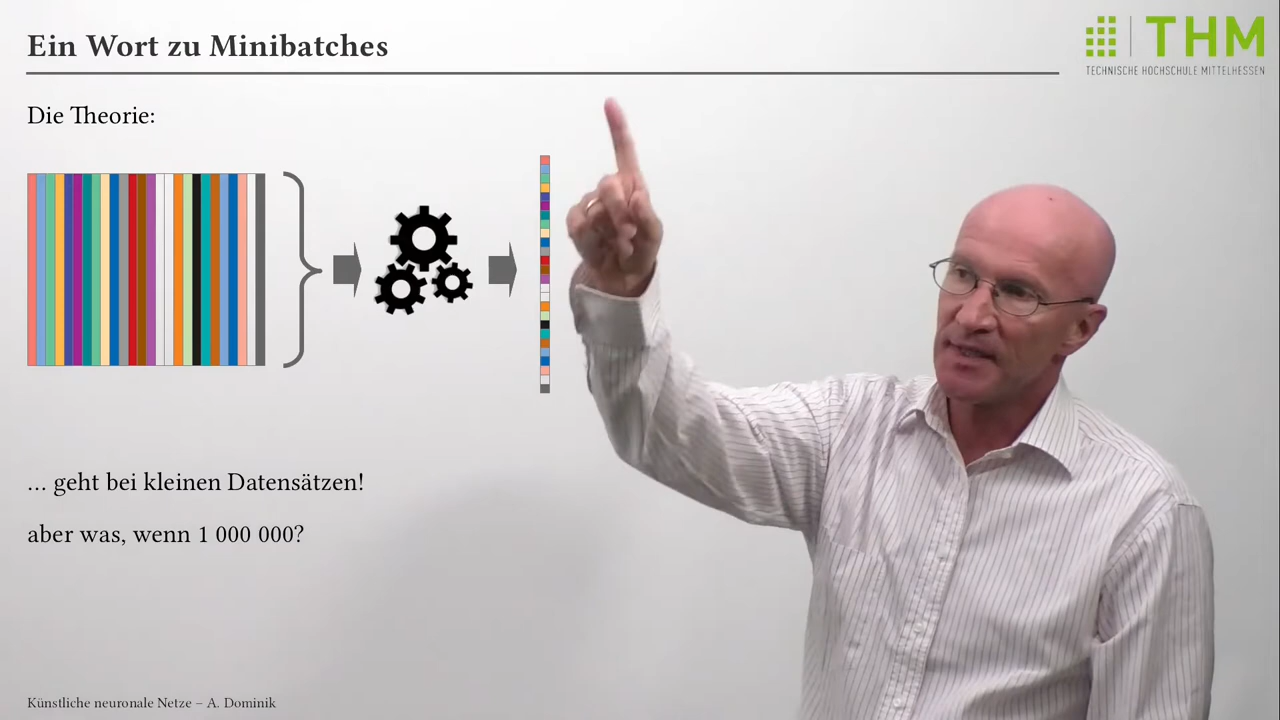 Ein Wort zu Minibatches
THM
TECHNISCHE HOCHSCHULE MITTELHESSEN
Die Theorie:
... geht bei kleinen Datensätzen!
aber was, wenn 1 000 000?
Künstliche neuronale Netze – A. Dominik